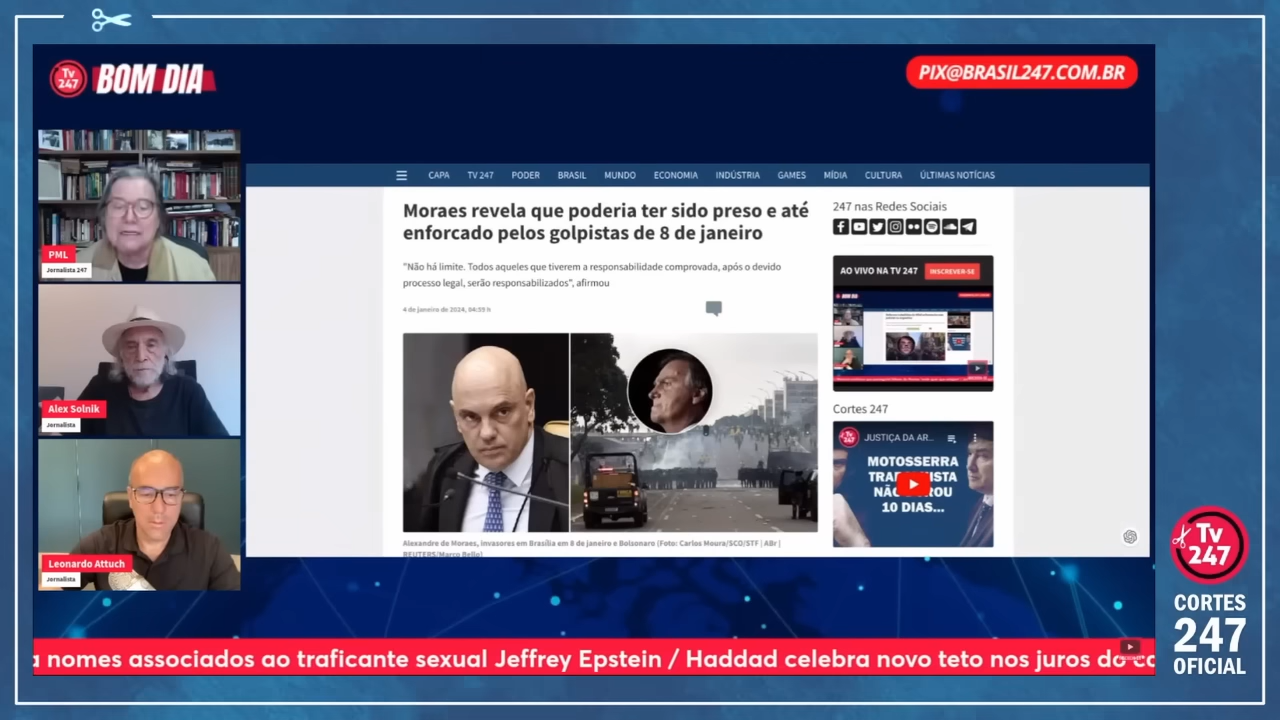 Tv 247
BOM DIA
PIX@BRASIL247.COM.BR
PML
Jornalista 247
Alex Solnik
Jornalista
Leonardo Attuch
Jornalista
CAPA TV 247 PODER BRASIL MUNDO ECONOMIA INDÚSTRIA GAMES MÍDIA CULTURA ÚLTIMAS NOTÍCIAS
Moraes revela que poderia ter sido preso e até
enforcado pelos golpistas de 8 de janeiro
"Não há limite. Todos aqueles que tiverem a responsabilidade comprovada, após o devido
processo legal, serão responsabilizados", afirmou
4 de janeiro de 2024, 04:59 h
Alexandre de Moraes, invasores em Brasília em 8 de janeiro e Bolsonaro (Foto: Carlos Moura/SCO/STF | ABr |
REUTERS/Marco Bello)
247 nas Redes Sociais
AO VIVO NA TV 247 INSCREVER-SE
Cortes 247
Tv 247
JUSTIÇA DA AR...
MOTOSSERRA
10 DIAS...
a nomes associados ao traficante sexual Jeffrey Epstein / Haddad celebra novo teto nos juros do ca
Tv
247
CORTES
247
OFICIAL